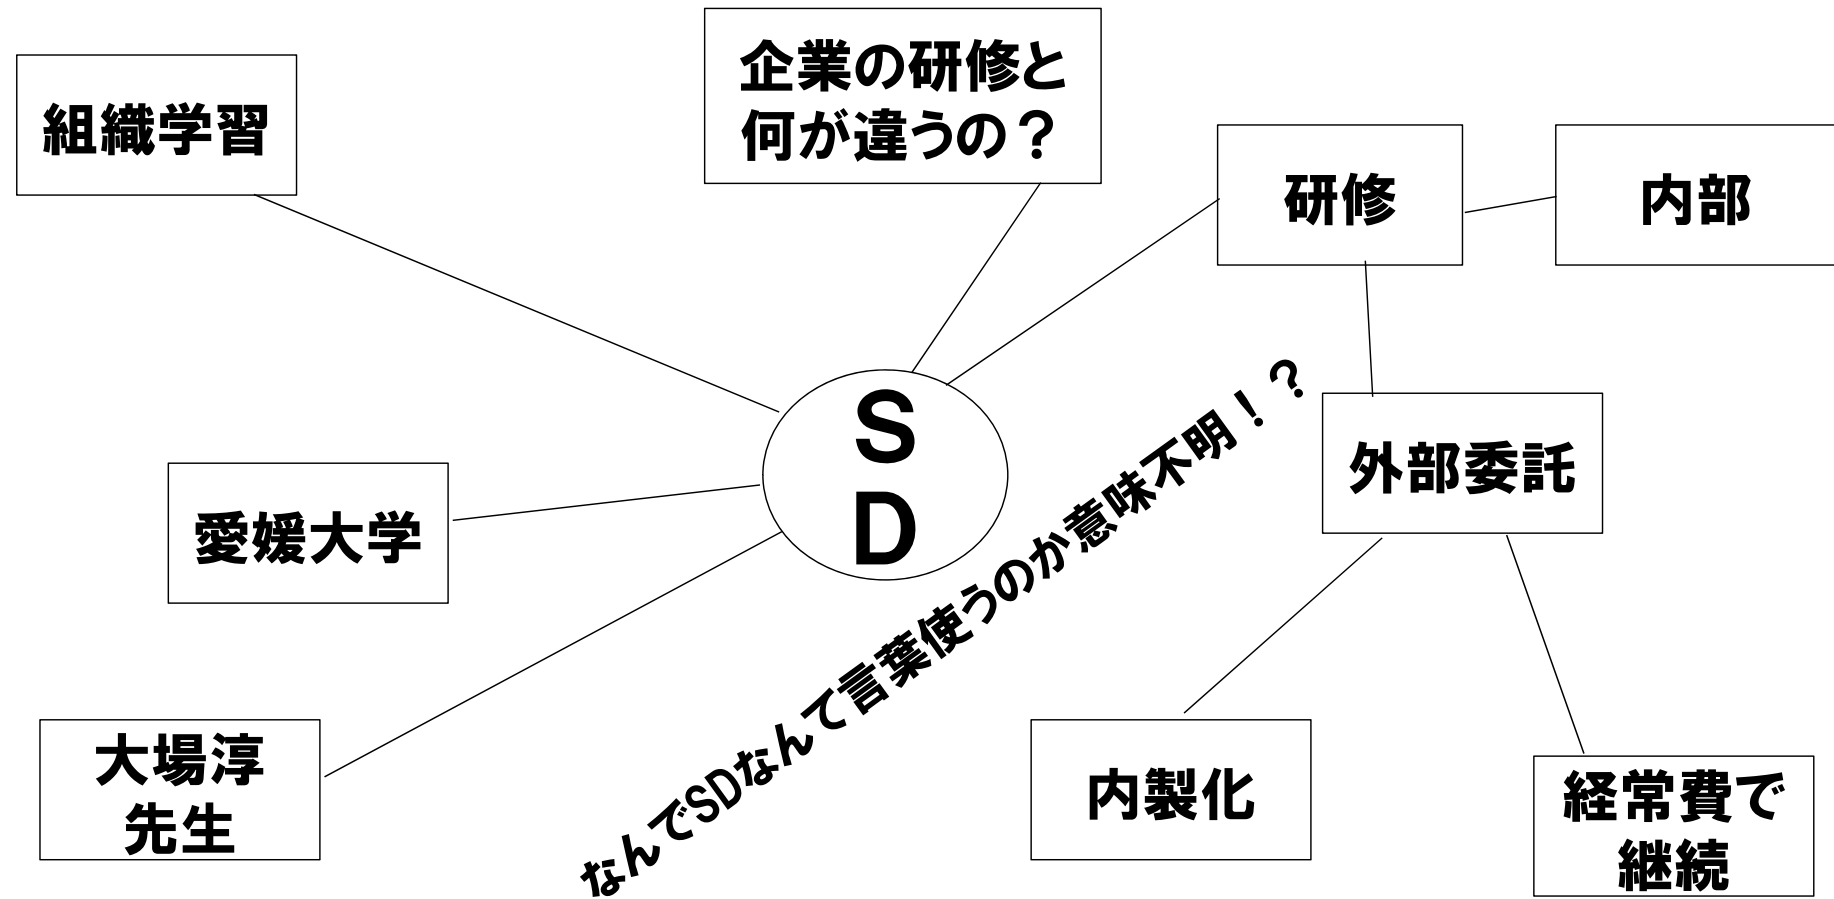 企業の研修と
何が違うの？
組織学習
研修
内部
S
D
外部委託
愛媛大学
なんでSDなんて言葉使うのか意味不明！？
大場淳
先生
内製化
経常費で
継続